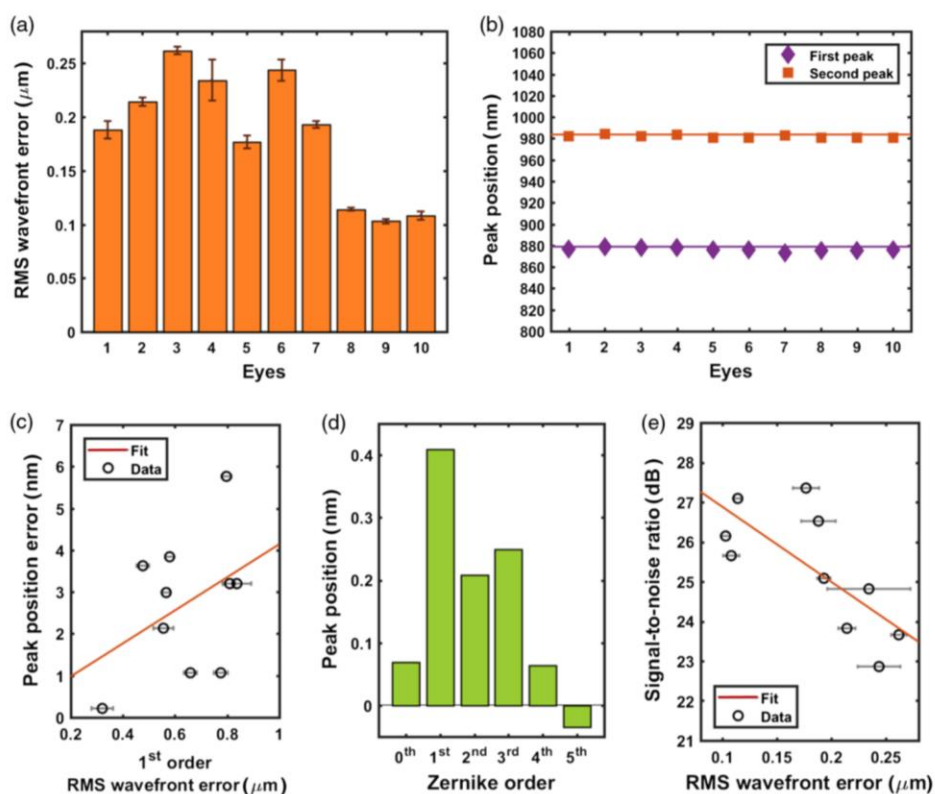 (a)
RMS wavefront error (μm)
0.25
0.2
0.15
0.1
0.05
0
1 2 3 4 5 6 7 8 9 10
Eyes
(b)
Peak position (nm)
1080
1060
1040
1020
1000
980
960
940
920
900
880
860
840
820
800
First peak
Second peak
1 2 3 4 5 6 7 8 9 10
Eyes
(c)
Peak position error (nm)
7
6
5
4
3
2
1
0
Fit
Data
0.2 0.4 0.6 0.8 1
1st order
RMS wavefront error (μm)
(d)
Peak position (nm)
0.4
0.3
0.2
0.1
0
0th 1st 2nd 3rd 4th 5th
Zernike order
(e)
Signal-to-noise ratio (dB)
29
28
27
26
25
24
23
22
21
Fit
Data
0.1 0.15 0.2 0.25
RMS wavefront error (μm)